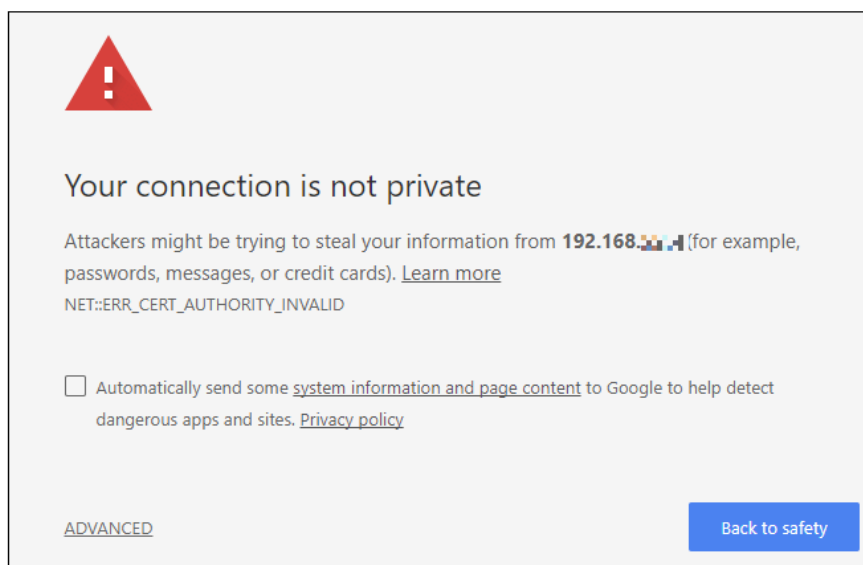 Your connection is not private
Attackers might be trying to steal your information from 192.168. (for example,
passwords, messages, or credit cards). Learn more
NET::ERR_CERT_AUTHORITY_INVALID
Automatically send some system information and page content to Google to help detect
dangerous apps and sites. Privacy policy
ADVANCED
Back to safety